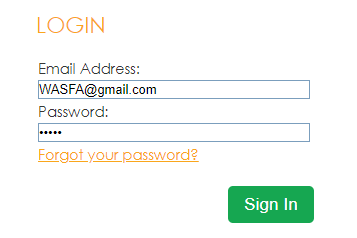 LOGIN
Email Address:
WASFA@gmail.com
Password:
•••••
Forgot your password?
Sign In